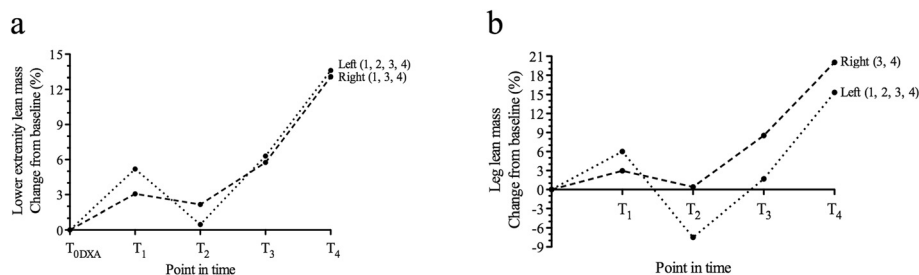 a
Lower extremity lean mass
Change from baseline (%)
15
12
9
6
3
0
Left (1, 2, 3, 4)
Right (1, 3, 4)
T0DXA
T1
T2
T3
T4
Point in time
b
Leg lean mass
Change from baseline (%)
21
18
15
12
9
6
3
0
-3
-6
-9
Right (3, 4)
Left (1, 2, 3, 4)
T1
T2
T3
T4
Point in time